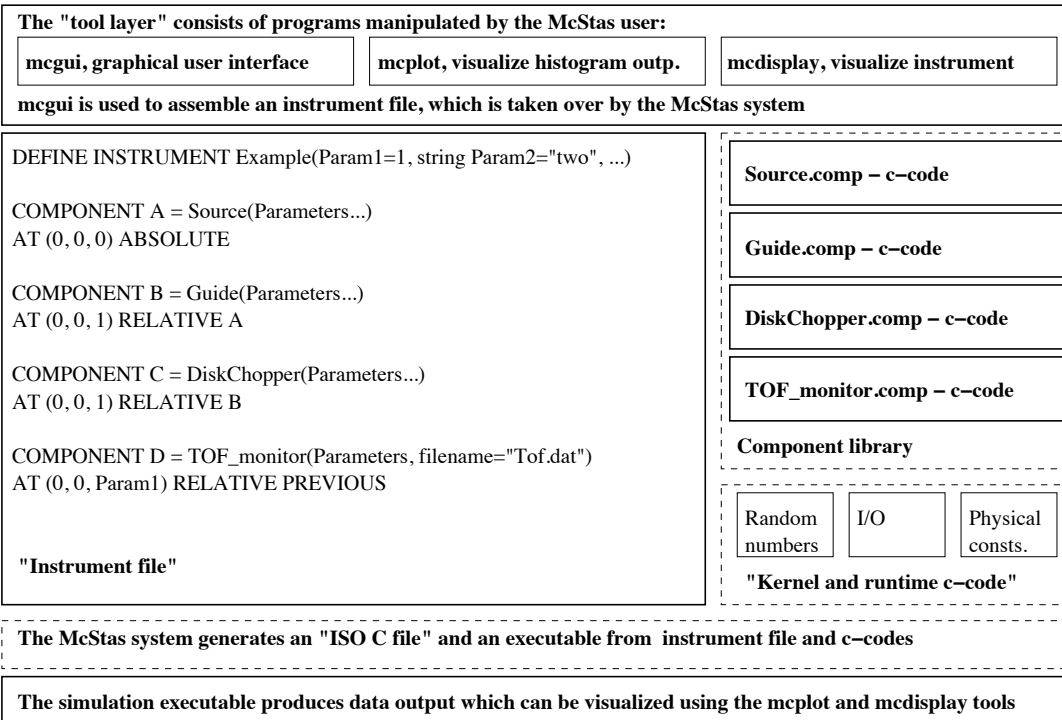 The "tool layer" consists of programs manipulated by the McStas user:
mcgui, graphical user interface
mcplot, visualize histogram outp.
mcdisplay, visualize instrument
mcgui is used to assemble an instrument file, which is taken over by the McStas system
DEFINE INSTRUMENT Example(Param1=1, string Param2="two", ...)
COMPONENT A = Source(Parameters...)
AT (0, 0, 0) ABSOLUTE
COMPONENT B = Guide(Parameters...)
AT (0, 0, 1) RELATIVE A
COMPONENT C = DiskChopper(Parameters...)
AT (0, 0, 1) RELATIVE B
COMPONENT D = TOF_monitor(Parameters, filename="Tof.dat")
AT (0, 0, Param1) RELATIVE PREVIOUS
"Instrument file"
Source.comp − c−code
Guide.comp − c−code
DiskChopper.comp − c−code
TOF_monitor.comp − c−code
Component library
Random
numbers
I/O
Physical
consts.
"Kernel and runtime c−code"
The McStas system generates an "ISO C file" and an executable from instrument file and c−codes
The simulation executable produces data output which can be visualized using the mcplot and mcdisplay tools